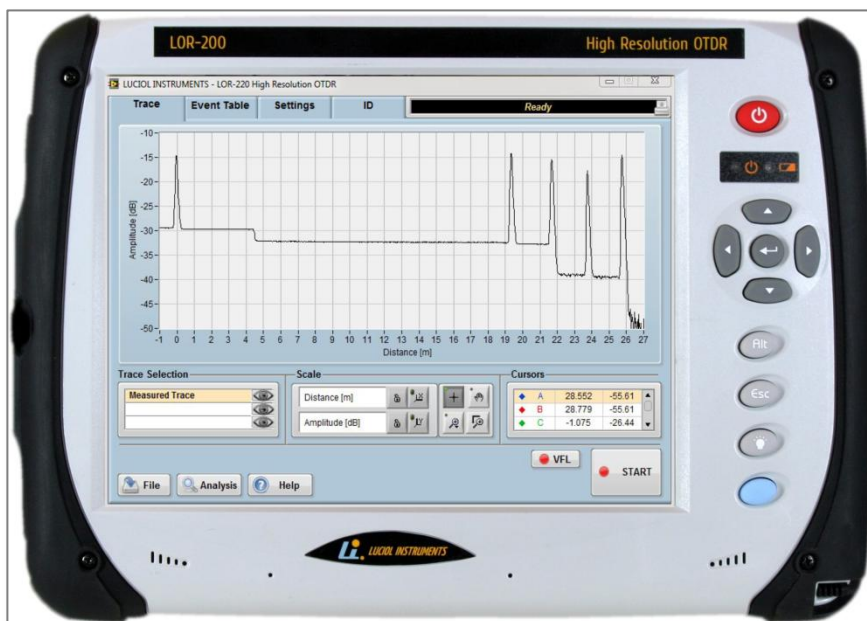 LOR-200
High Resolution OTDR
LUCIOL INSTRUMENTS - LOR-220 High Resolution OTDR
Trace
Event Table
Settings
ID
Ready
Amplitude [dB]
-10
-15
-20
-25
-30
-35
-40
-45
-50
-1 0 1 2 3 4 5 6 7 8 9 10 11 12 13 14 15 16 17 18 19 20 21 22 23 24 25 26 27
Distance [m]
Trace Selection
Measured Trace
Scale
Distance [m]
Amplitude [dB]
Cursors
A 28.552 -55.61
B 28.779 -55.61
C -1.075 -26.44
VFL
START
File
Analysis
Help
Alt
Esc
Li. LUCIOL INSTRUMENTS